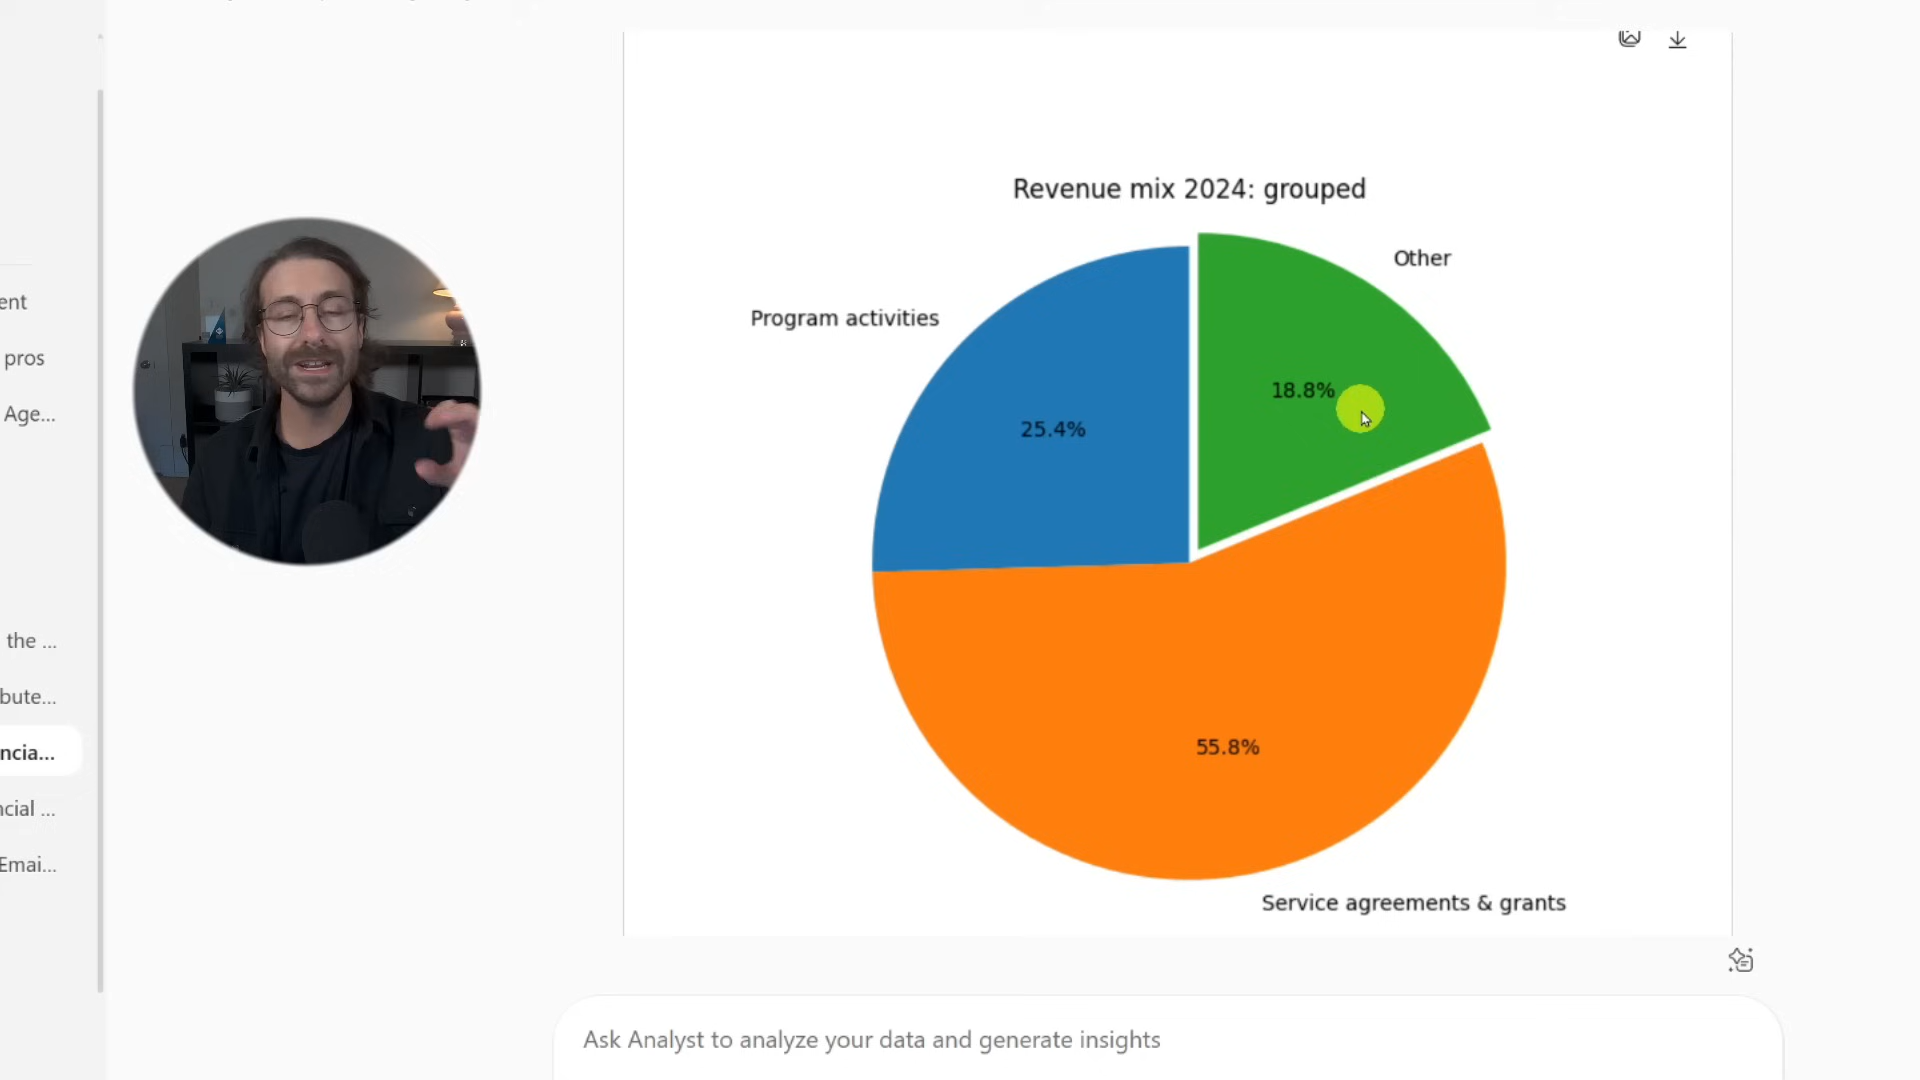 ent
pros
Age...
the ...
bute...
ncia...
ncial ...
Emai...
Revenue mix 2024: grouped
Other
Program activities
18.8%
25.4%
55.8%
Service agreements & grants
Ask Analyst to analyze your data and generate insights